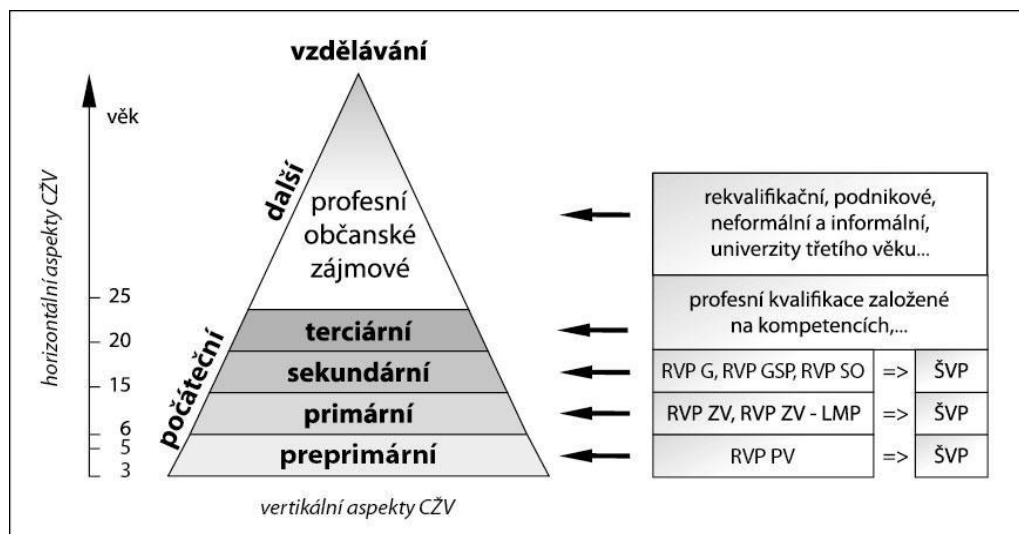 vzdělávání
věk
horizontální aspekty CŽV
25
20
15
6
5
3
další
počáteční
profesní
občanské
zájmové
terciární
sekundární
primární
preprimární
vertikální aspekty CŽV
rekvalifikační, podnikové,
neformální a informální,
univerzity třetího věku...
profesní kvalifikace založené
na kompetencích,...
RVP G, RVP GSP, RVP SO => ŠVP
RVP ZV, RVP ZV - LMP => ŠVP
RVP PV => ŠVP